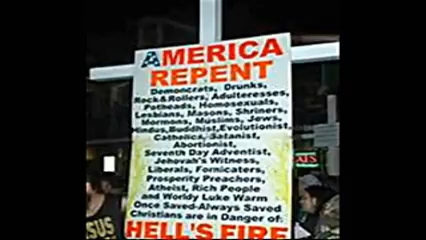 AMERICA
REPENT
Democrats, Drunks,
Rock&Rollers, Adulteresses,
Potheads, Homosexuals,
Lesbians, Masons, Shriners,
Mormons, Muslims, Jews,
Hindus,Buddhist,Evolutionist,
Catholics, Satanist,
Abortionist,
Seventh Day Adventist,
Jehovah's Witness,
Liberals, Fornicaters,
Prosperity Preachers,
Atheist, Rich People
and Worldy Luke Warm
Once Saved-Always Saved
Christians are in Danger of:
HELL'S FIRE